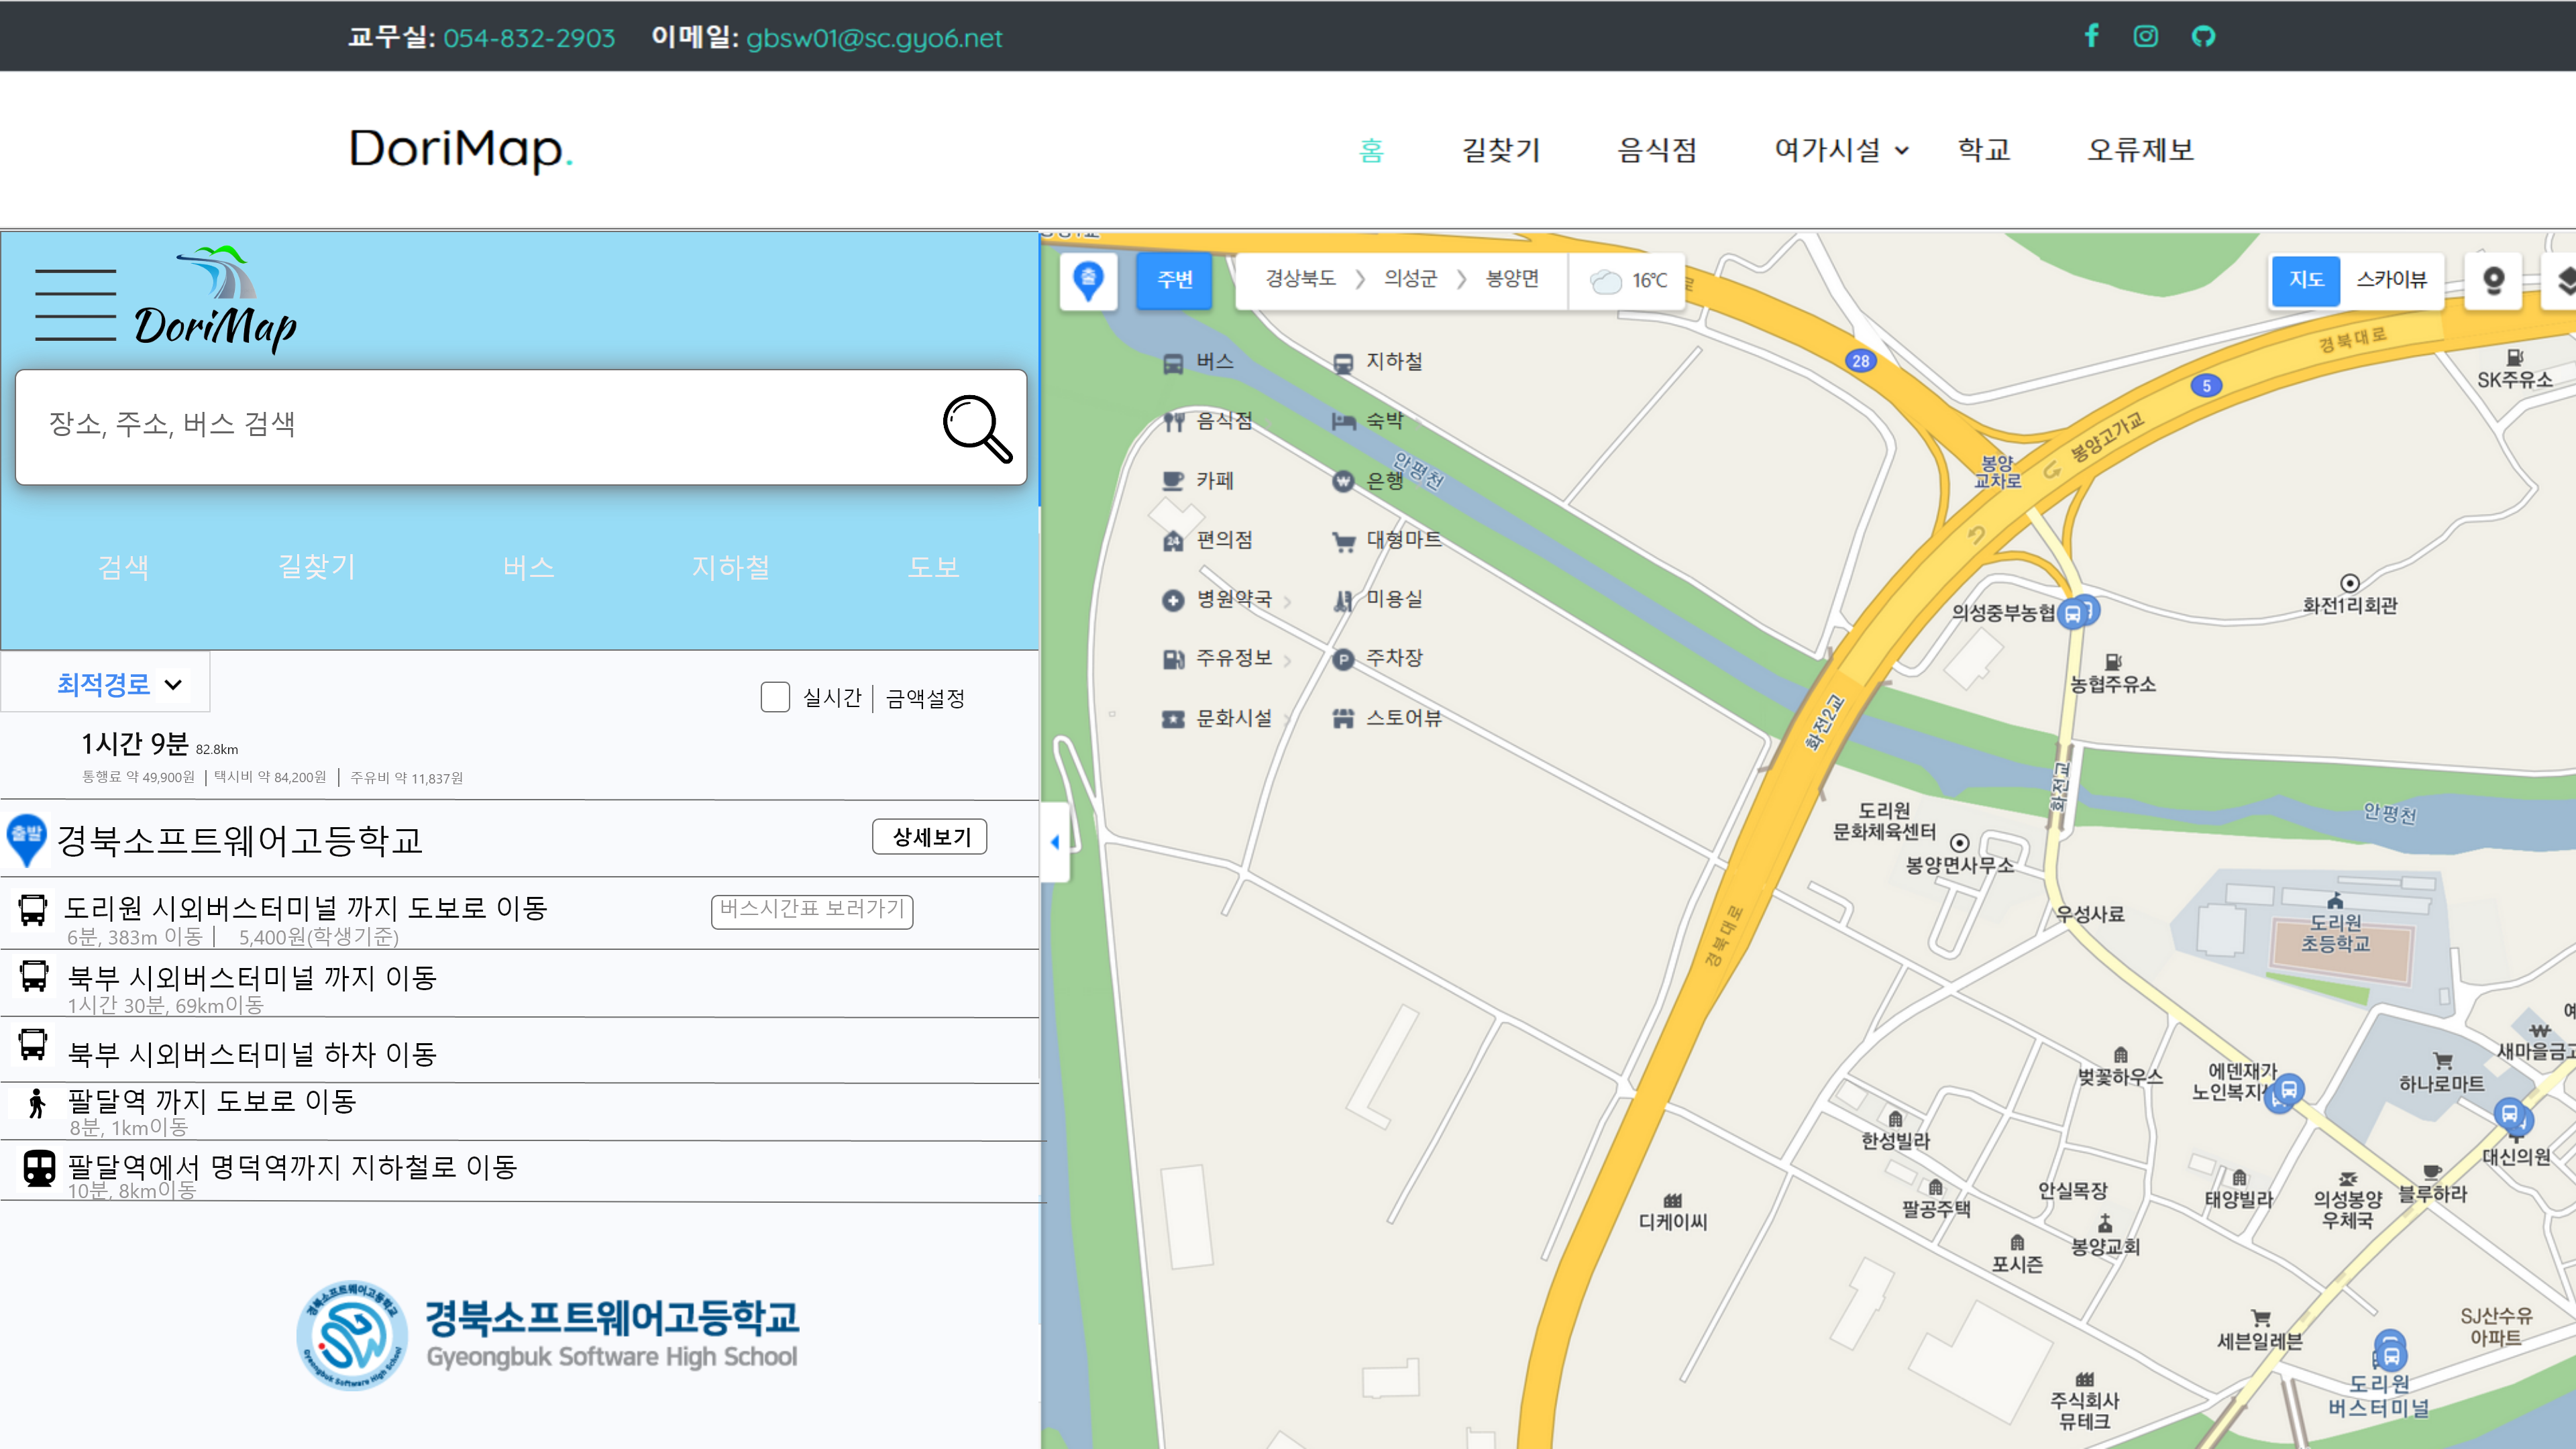 교무실: 054-832-2903 이메일: gbsw01@sc.gyo6.net
DoriMap.
홈 길찾기 음식점 여가시설 학교 오류제보
DoriMap
장소, 주소, 버스 검색
검색 길찾기 버스 지하철 도보
최적경로
실시간 | 금액설정
1시간 9분 82.8km
통행료 약 49,900원 | 택시비 약 84,200원 | 주유비 약 11,837원
출발 경북소프트웨어고등학교 상세보기
도리원 시외버스터미널 까지 도보로 이동 버스시간표 보러가기
6분, 383m 이동 | 5,400원(학생기준)
북부 시외버스터미널 까지 이동
1시간 30분, 69km이동
북부 시외버스터미널 하차 이동
팔달역 까지 도보로 이동
8분, 1km이동
팔달역에서 명덕역까지 지하철로 이동
10분, 8km이동
경북소프트웨어고등학교
Gyeongbuk Software High School
경북소프트웨어고등학교
Gyeongbuk Software High School
출 주변 경상북도 의성군 봉양면 16℃
지도 스카이뷰
버스 지하철
음식점 숙박
카페 은행
편의점 대형마트
병원약국 미용실
주유정보 주차장
문화시설 스토어뷰
안평천
28
5
경북대로
SK주유소
봉양고가교
봉양
교차로
의성중부농협
화전1리회관
농협주유소
화전2교
화전교
안평천
도리원
문화체육센터
봉양면사무소
우성사료
도리원
초등학교
경북대로
새마을금고
벚꽃하우스
에덴재가
노인복지
하나로마트
한성빌라
대신의원
안실목장
태양빌라
의성봉양
우체국
블루하라
팔공주택
디케이씨
봉양교회
포시즌
세븐일레븐
SJ산수유
아파트
도리원
버스터미널
주식회사
뮤테크